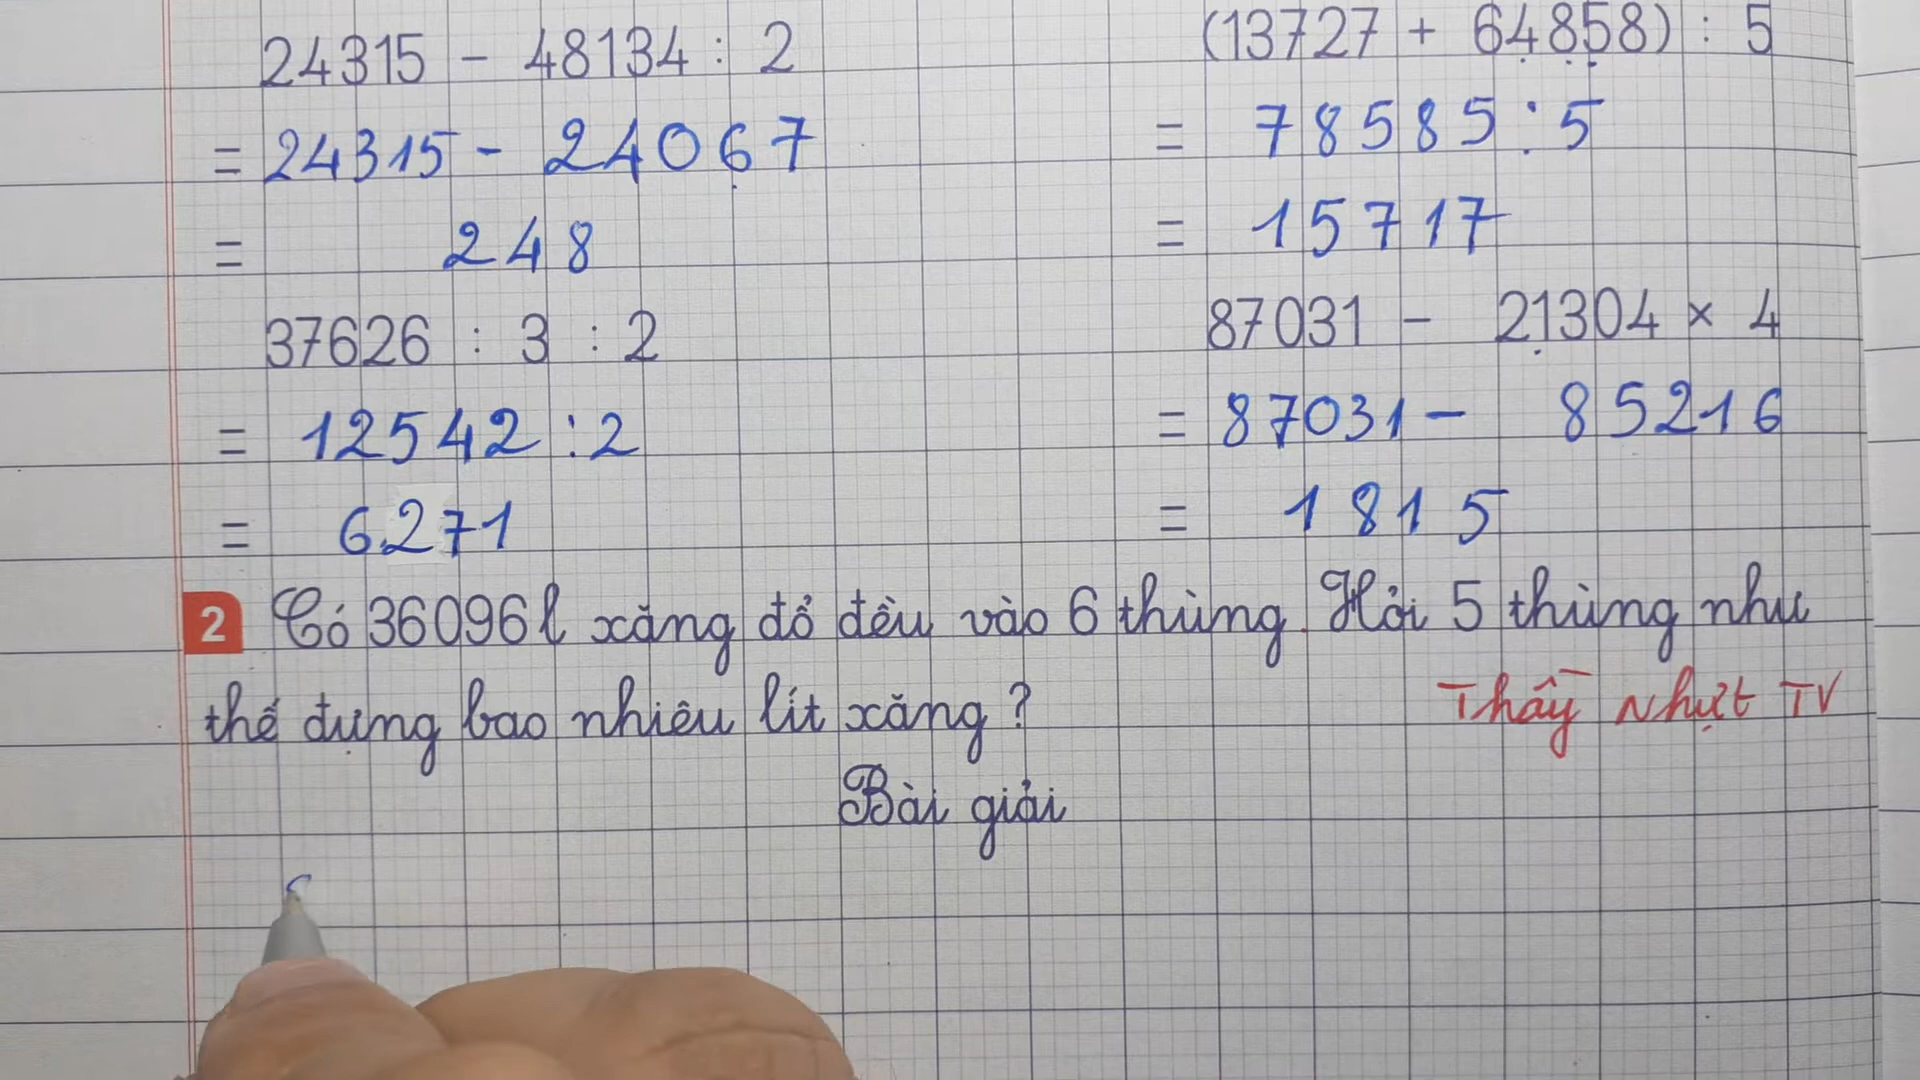 24315 - 48134 : 2
= 24315 - 24067
= 248
37626 : 3 : 2
= 12542 : 2
= 6271
(13727 + 64858) : 5
= 78585 : 5
= 15717
87031 - 21304 × 4
= 87031 - 85216
= 1815
2 Có 36096l xăng đổ đều vào 6 thùng. Hỏi 5 thùng như
thế đựng bao nhiêu lít xăng?
Thầy Nhựt TV
Bài giải